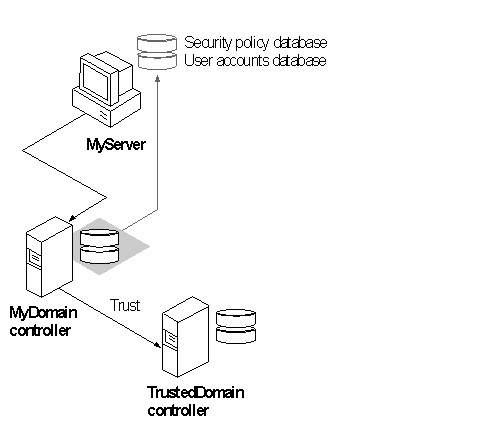 Security policy database
User accounts database
MyServer
MyDomain
controller
Trust
TrustedDomain
controller